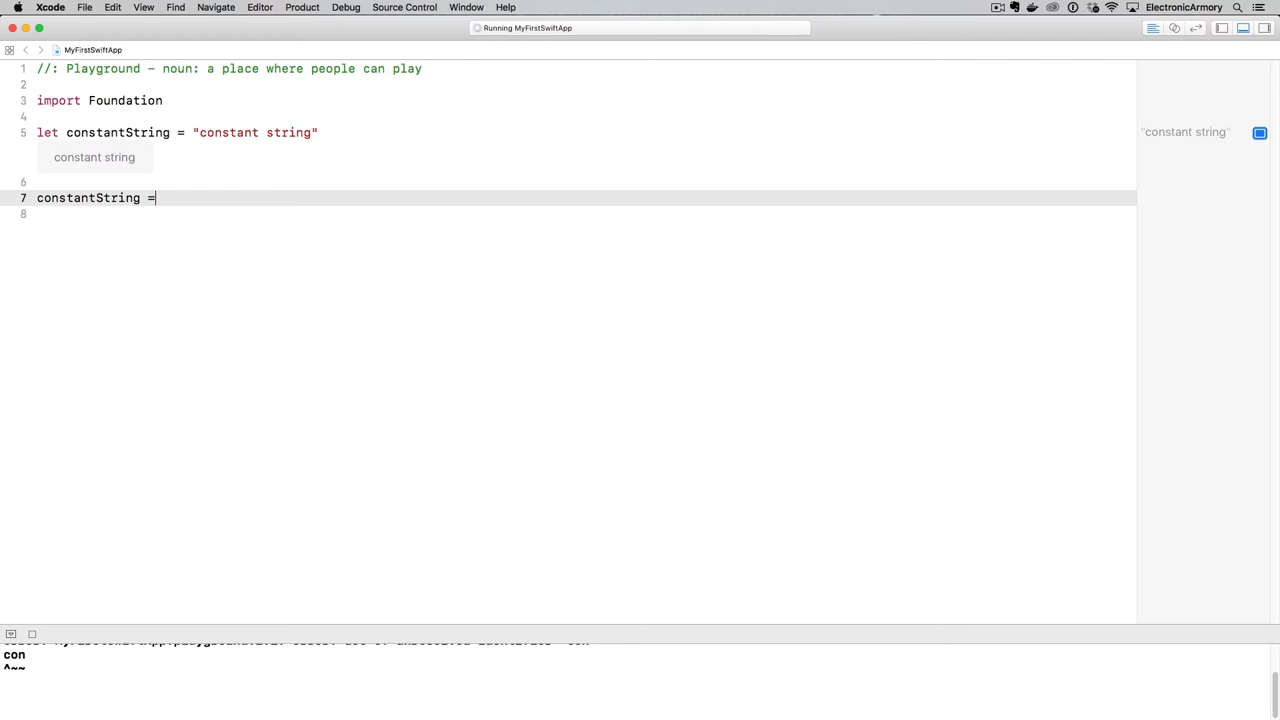 Xcode File Edit View Find Navigate Editor Product Debug Source Control Window Help ElectronicArmory
Running MyFirstSwiftApp
MyFirstSwiftApp
1 //: Playground - noun: a place where people can play
2
3 import Foundation
4
5 let constantString = "constant string"
"constant string"
constant string
6
7 constantString =
8
con
^~~